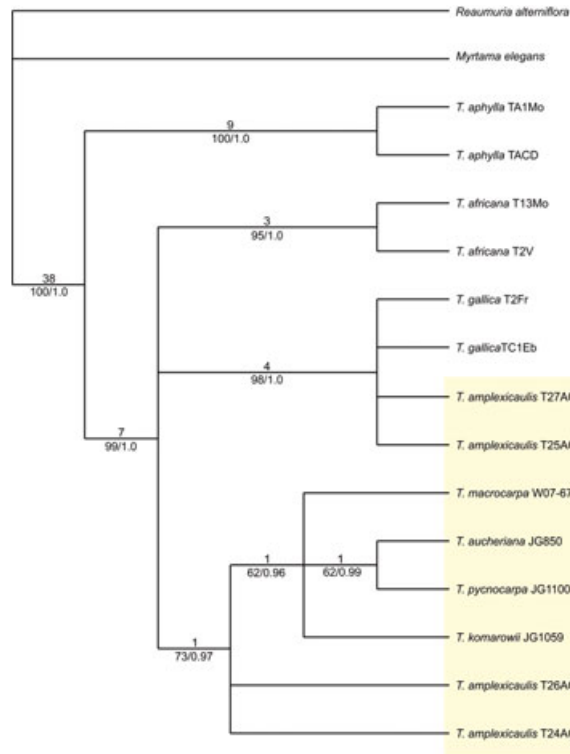 Reaumuria alterniflora
Myrtama elegans
9
100/1.0
T. aphylla TA1Mo
T. aphylla TACD
3
95/1.0
T. africana T13Mo
T. africana T2V
38
100/1.0
T. gallica T2Fr
T. gallicaTC1Eb
4
98/1.0
T. amplexicaulis
7
99/1.0
T. amplexicaulis
T. macrocarpa
1
62/0.96
1
62/0.99
T. aucheriana JG850
T. pycnocarpa JG1100
T. komarowii JG1059
1
73/0.97
T. amplexicaulis
T. amplexicaulis